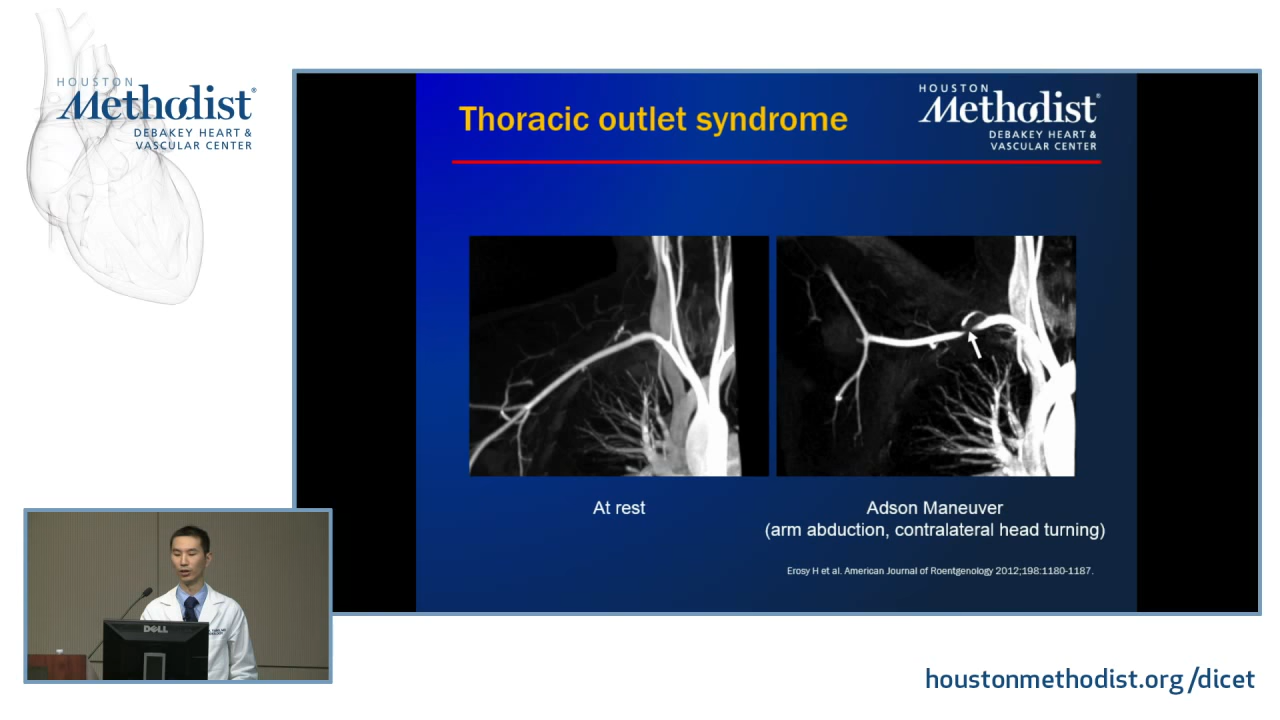 HOUSTON
Methodist®
DEBAKEY HEART &
VASCULAR CENTER
Thoracic outlet syndrome
HOUSTON
Methodist®
DEBAKEY HEART &
VASCULAR CENTER
At rest
Adson Maneuver
(arm abduction, contralateral head turning)
Erosy H et al. American Journal of Roentgenology 2012;198:1180-1187.
DELL
houstonmethodist.org/dicet